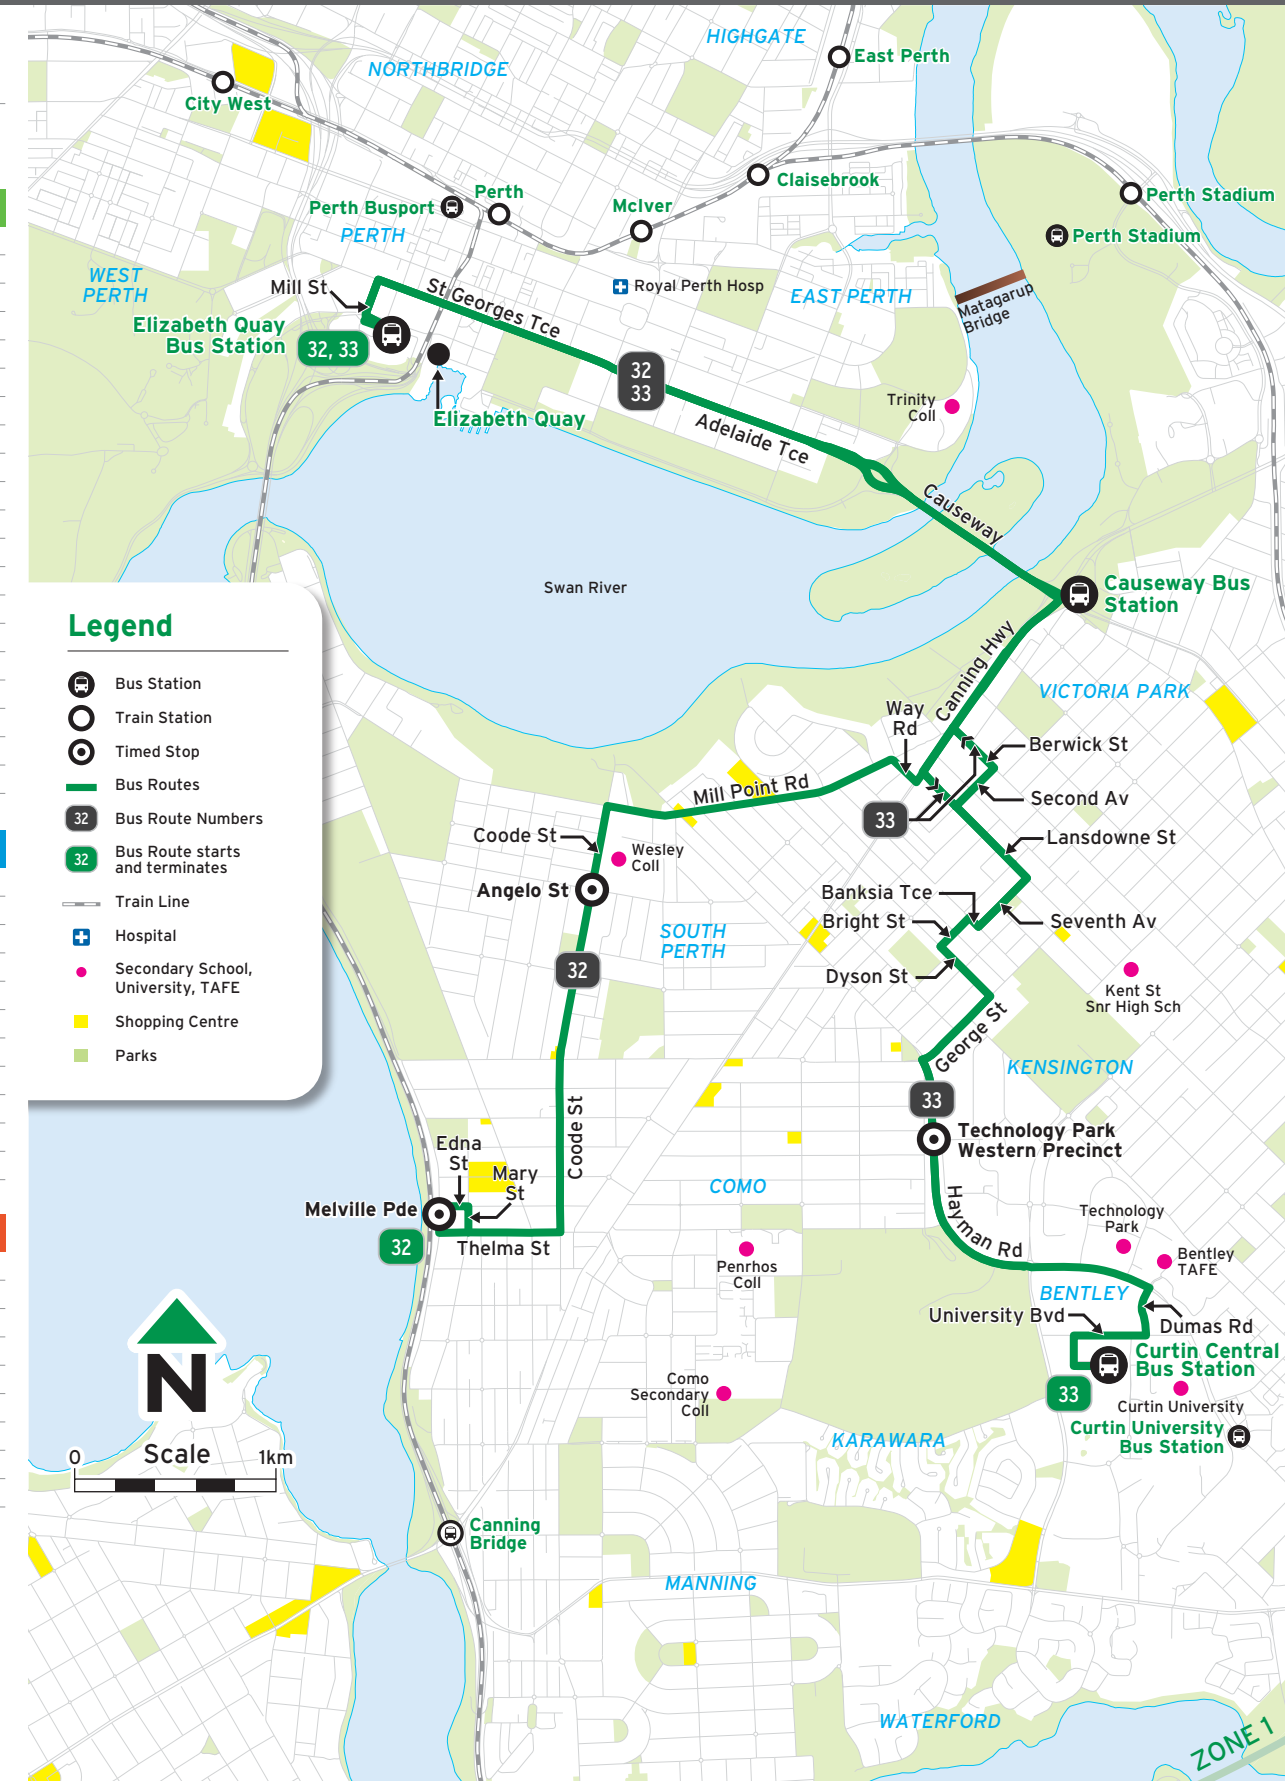 HIGHGATE
East Perth
NORTHBRIDGE
City West
Claisebrook
Perth
Perth Stadium
Perth Busport
McIver
PERTH
Perth Stadium
WEST
PERTH
Mill St
St Georges Tce
Royal Perth Hosp
EAST PERTH
Matagarup
Bridge
Elizabeth Quay
Bus Station
32, 33
32
33
Trinity
Coll
Elizabeth Quay
Adelaide Tce
Causeway
Swan River
Causeway Bus
Station
Legend
Bus Station
Train Station
Timed Stop
Bus Routes
32
Bus Route Numbers
32
Bus Route starts
and terminates
Train Line
Hospital
Secondary School,
University, TAFE
Shopping Centre
Parks
Canning Hwy
VICTORIA PARK
Way
Rd
Berwick St
Mill Point Rd
Second Av
33
Coode St
Wesley
Coll
Lansdowne St
Angelo St
Banksia Tce
Bright St
Seventh Av
SOUTH
PERTH
32
Dyson St
Kent St
Snr High Sch
George St
KENSINGTON
33
Coode St
Technology Park
Western Precinct
Edna
St
Mary
St
COMO
Melville Pde
Hayman Rd
Technology
Park
32
Thelma St
Bentley
TAFE
Penrhos
Coll
BENTLEY
University Bvd
Dumas Rd
Curtin Central
Bus Station
N
33
Como
Secondary
Coll
Curtin University
Curtin University
Bus Station
KARAWARA
Scale
0
1km
Canning
Bridge
MANNING
WATERFORD
ZONE 1